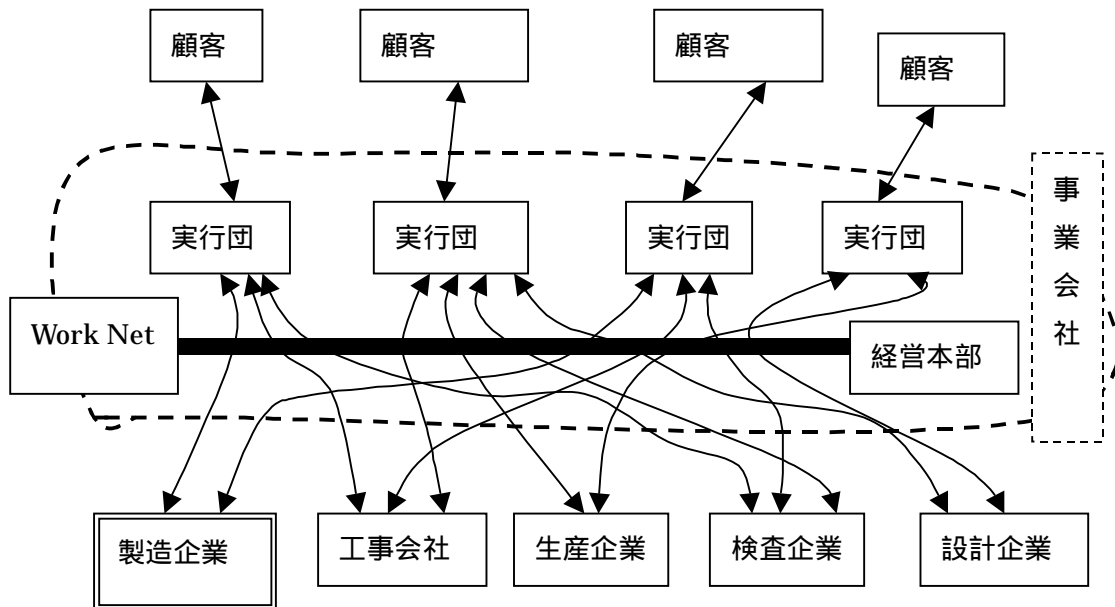 顧客
顧客
顧客
顧客
事業会社
実行団
実行団
実行団
実行団
Work Net
経営本部
製造企業
工事会社
生産企業
検査企業
設計企業